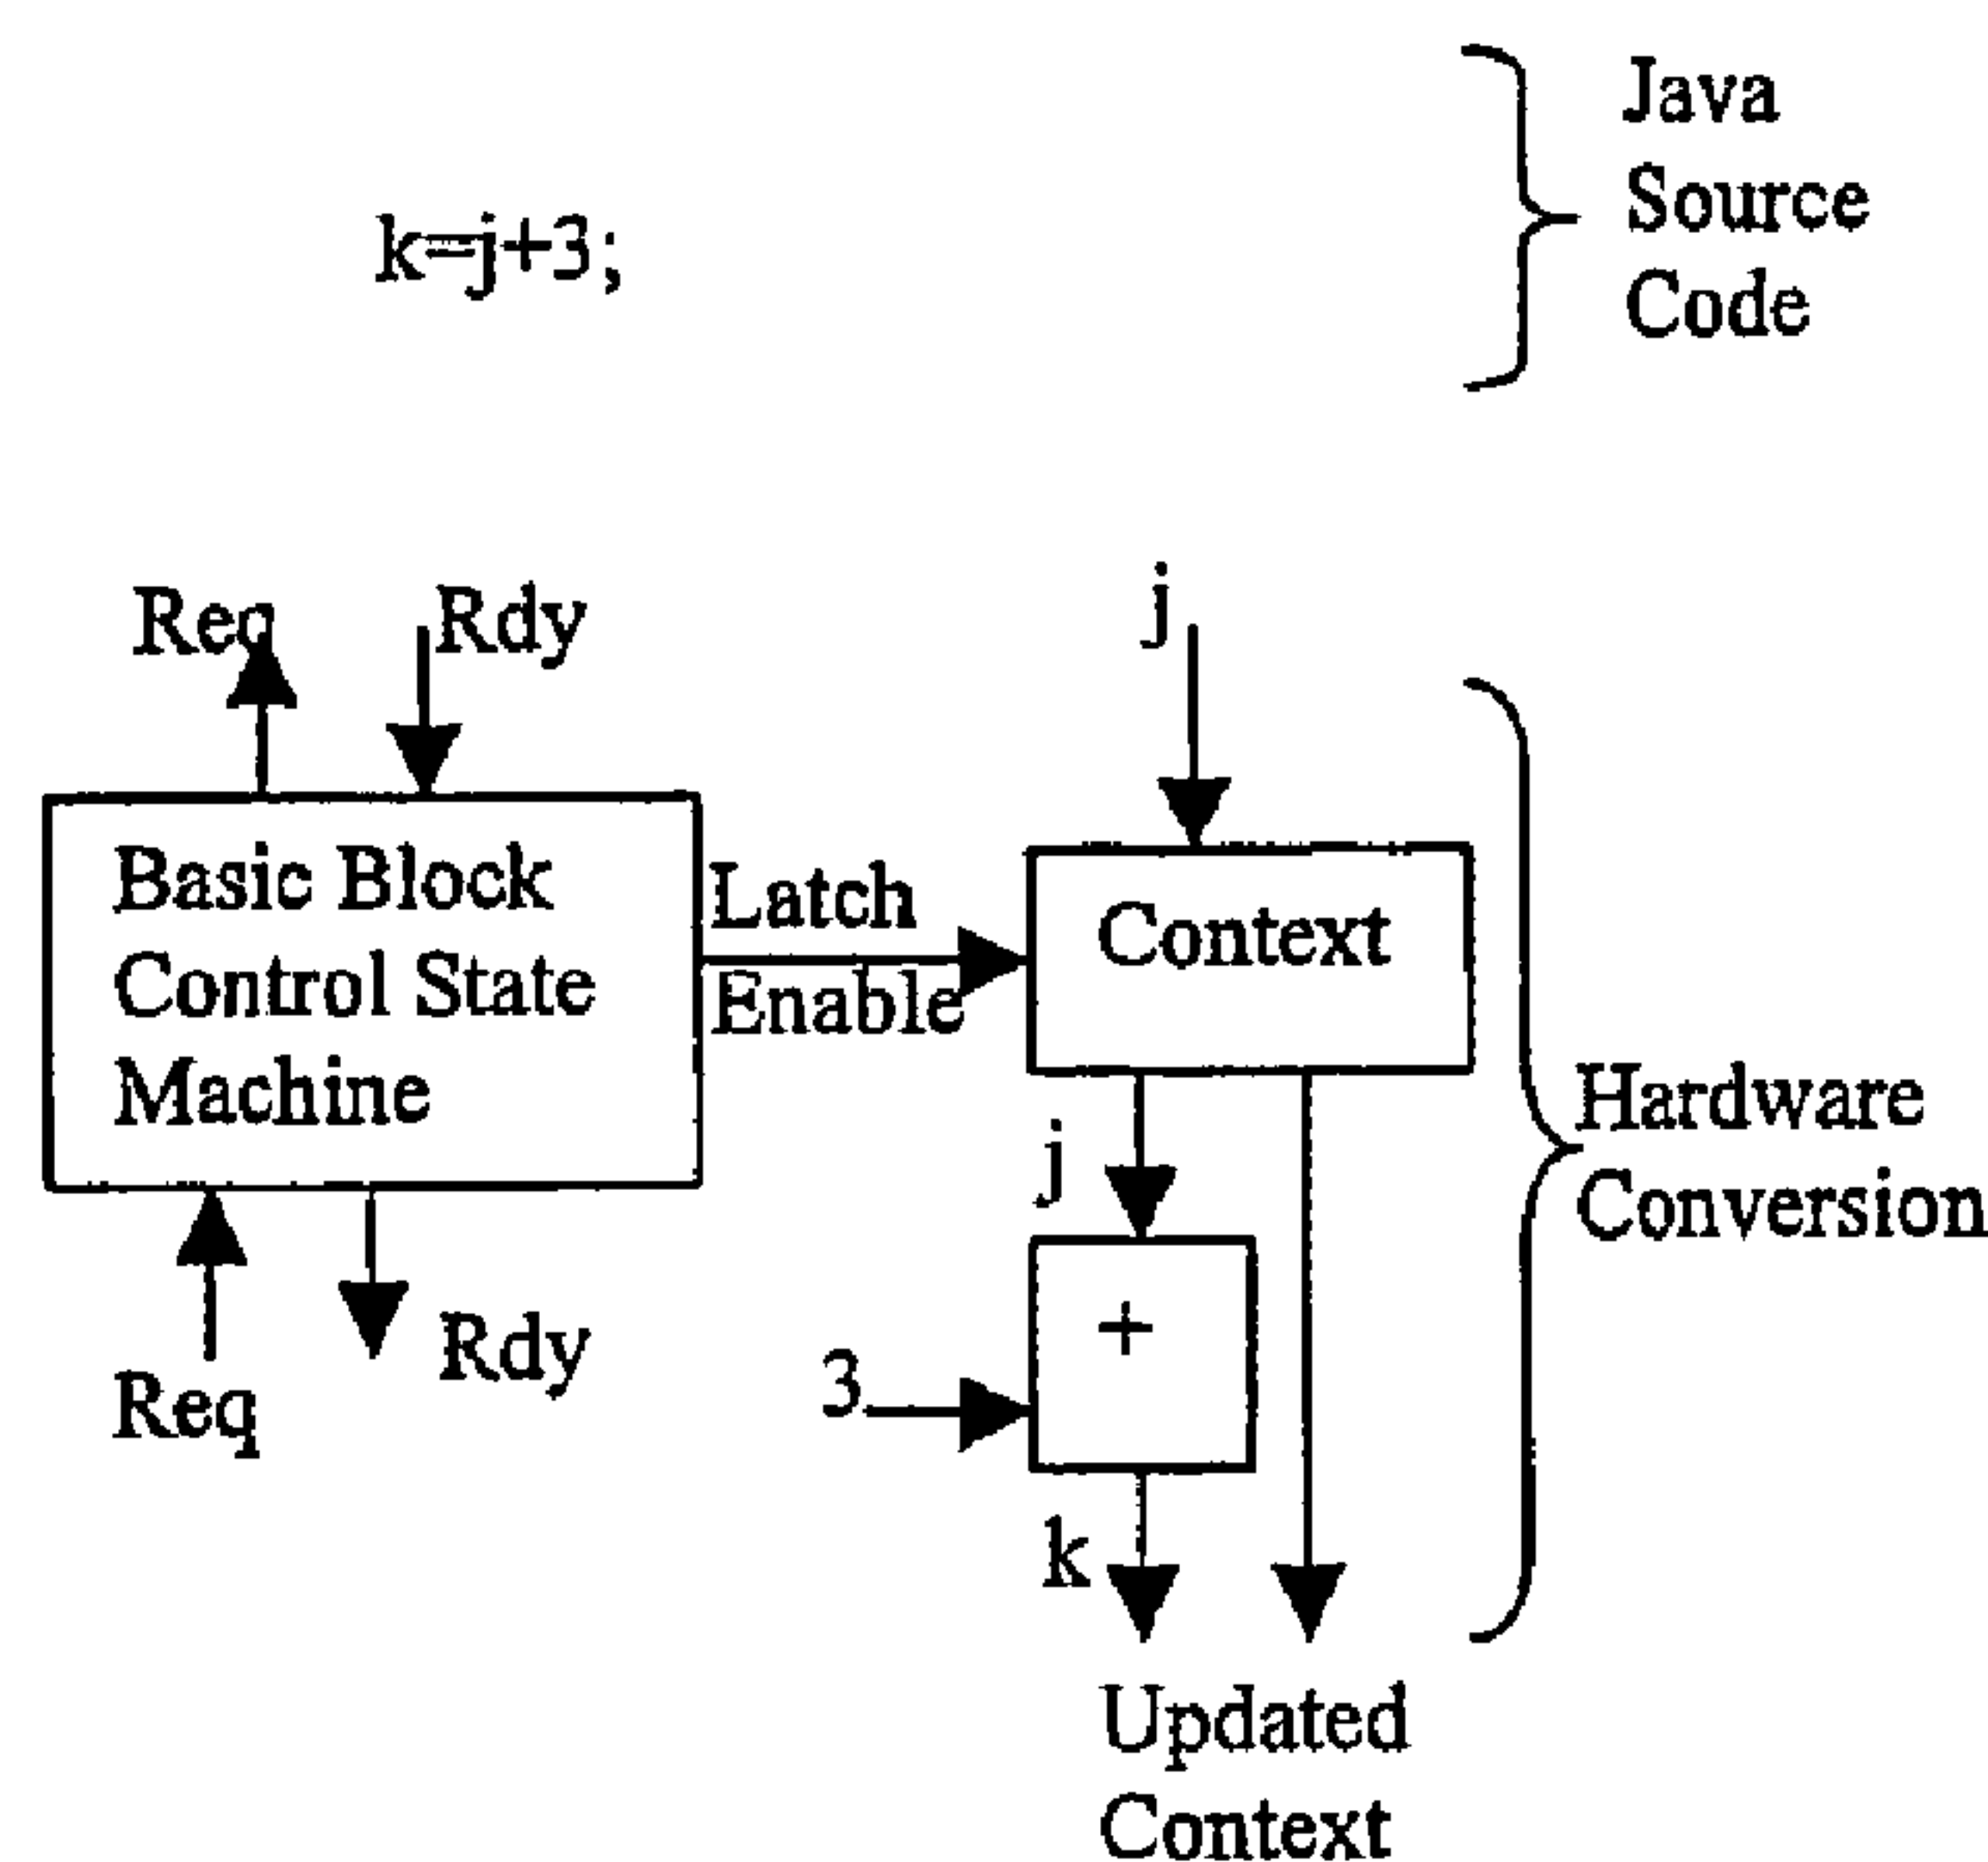 Java
Source
Code
k=j+3;
Req
Rdy
j
Basic Block
Control State
Machine
Latch
Enable
Context
Hardware
Conversion
j
+
3
Req
Rdy
k
Updated
Context